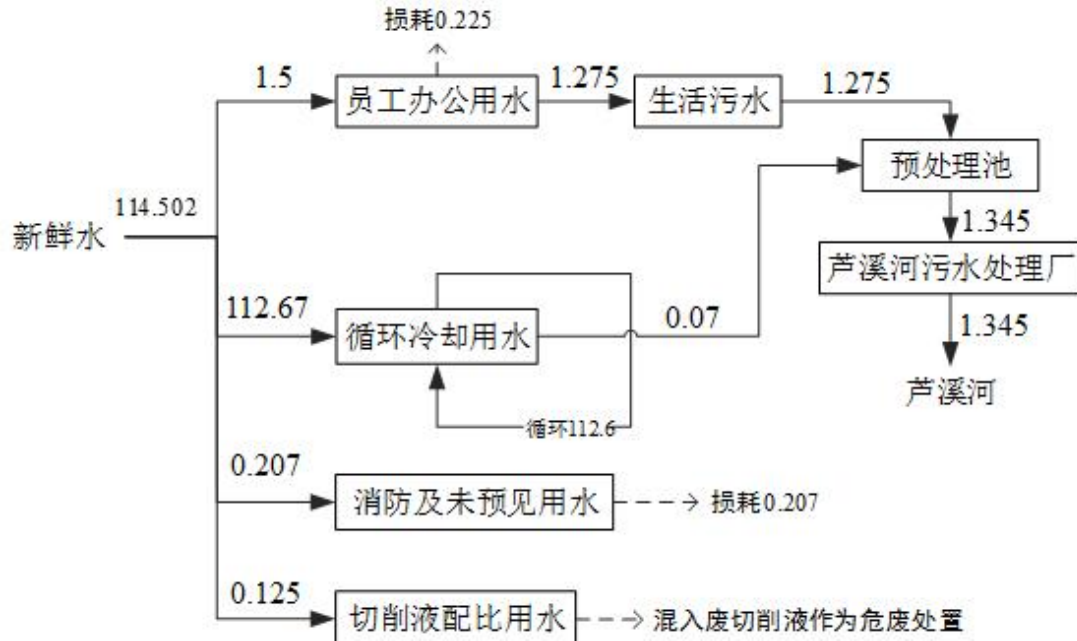 损耗0.225
1.5
员工办公用水
1.275
生活污水
1.275
预处理池
114.502
新鲜水
1.345
芦溪河污水处理厂
112.67
循环冷却用水
0.07
1.345
芦溪河
循环112.6
0.207
消防及未预见用水
损耗0.207
0.125
切削液配比用水
混入废切削液作为危废处置